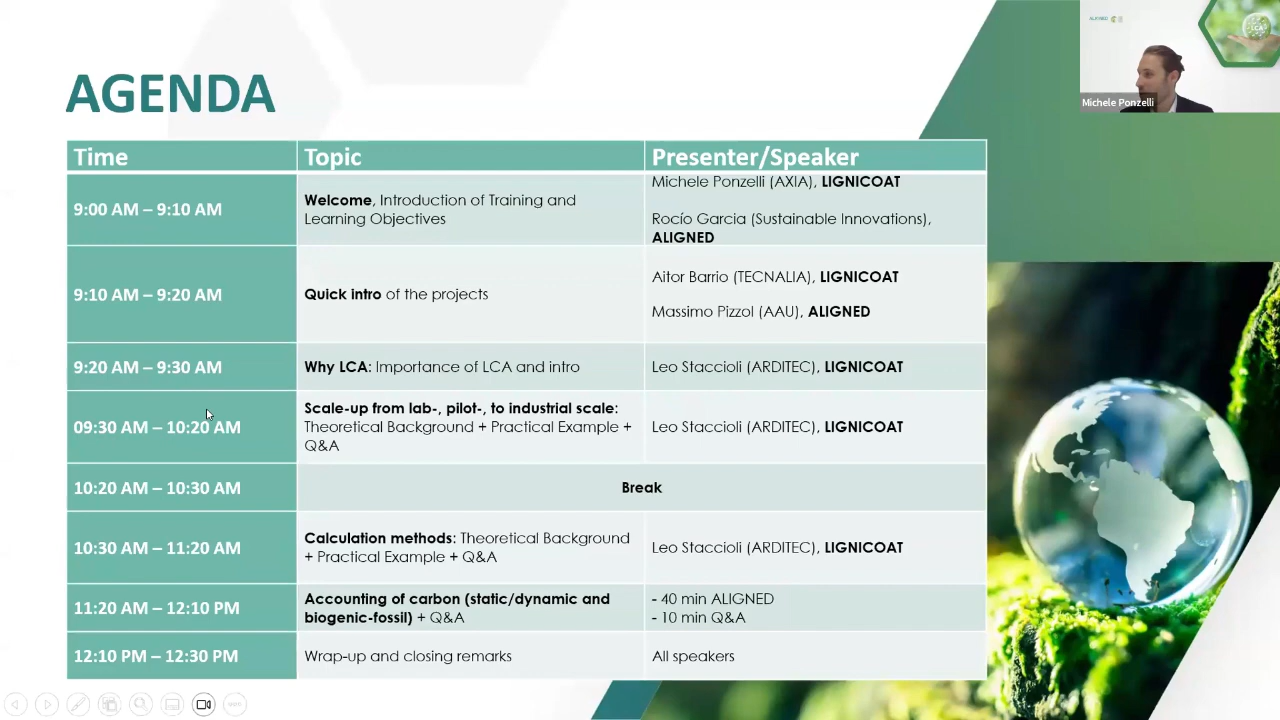 AGENDA
Time Topic Presenter/Speaker
9:00 AM – 9:10 AM
Welcome, Introduction of Training and
Learning Objectives
Michele Ponzelli (AXIA), LIGNICOAT
Rocío Garcia (Sustainable Innovations),
ALIGNED
9:10 AM – 9:20 AM
Quick intro of the projects
Aitor Barrio (TECNALIA), LIGNICOAT
Massimo Pizzol (AAU), ALIGNED
9:20 AM – 9:30 AM
Why LCA: Importance of LCA and intro
Leo Staccioli (ARDITEC), LIGNICOAT
09:30 AM – 10:20 AM
Scale-up from lab-, pilot-, to industrial scale:
Theoretical Background + Practical Example +
Q&A
Leo Staccioli (ARDITEC), LIGNICOAT
10:20 AM – 10:30 AM
Break
10:30 AM – 11:20 AM
Calculation methods: Theoretical Background
+ Practical Example + Q&A
Leo Staccioli (ARDITEC), LIGNICOAT
11:20 AM – 12:10 PM
Accounting of carbon (static/dynamic and
biogenic-fossil) + Q&A
- 40 min ALIGNED
- 10 min Q&A
12:10 PM – 12:30 PM
Wrap-up and closing remarks
All speakers
ALIGNED
LCA
Michele Ponzelli